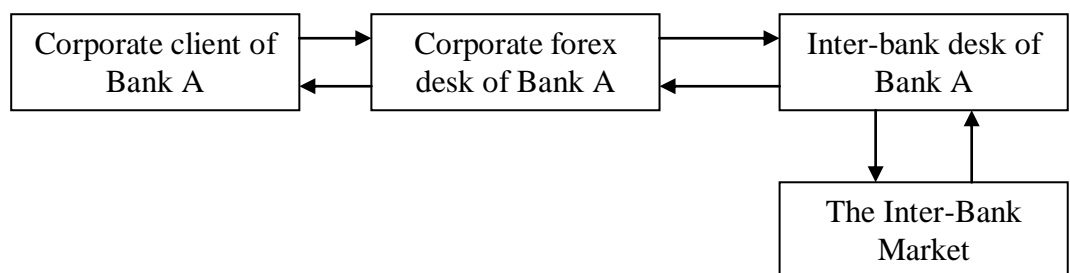 Corporate client of
Bank A
Corporate forex
desk of Bank A
Inter-bank desk of
Bank A
The Inter-Bank
Market